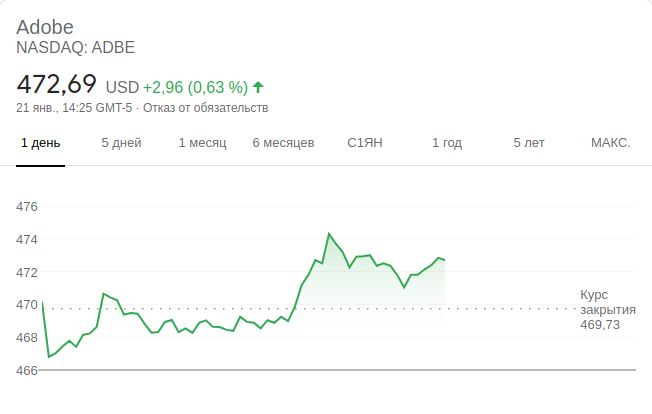 Adobe
NASDAQ: ADBE
472,69 USD +2,96 (0,63 %) ↑
21 янв., 14:25 GMT-5 · Отказ от обязательств
1 день 5 дней 1 месяц 6 месяцев С1ЯН 1 год 5 лет МАКС.
476
474
472
470
Курс
закрытия
469,73
468
466